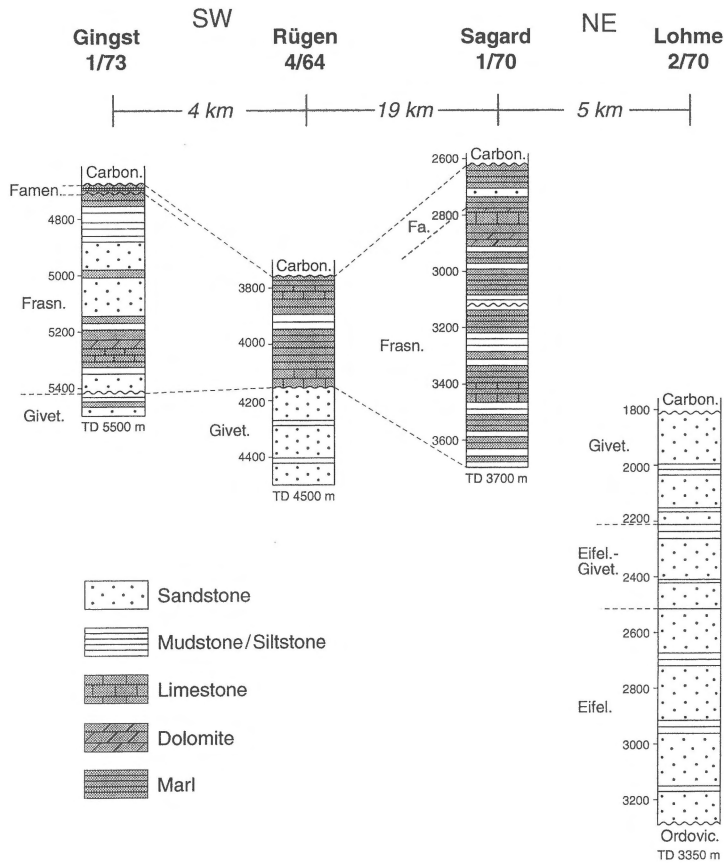 SW
NE
Gingst
1/73
Rügen
4/64
Sagard
1/70
Lohme
2/70
4 km
19 km
5 km
Carbon.
Famen.
4800
5000
Frasn.
5200
5400
Givet.
TD 5500 m
Carbon.
3800
4000
4200
Givet.
4400
TD 4500 m
2600
Carbon.
2800
Fa.
3000
3200
Frasn.
3400
3600
TD 3700 m
Carbon.
1800
Givet.
2000
2200
Eifel.-
Givet.
2400
2600
2800
Eifel.
3000
3200
Ordovic.
TD 3350 m
Sandstone
Mudstone/Siltstone
Limestone
Dolomite
Marl